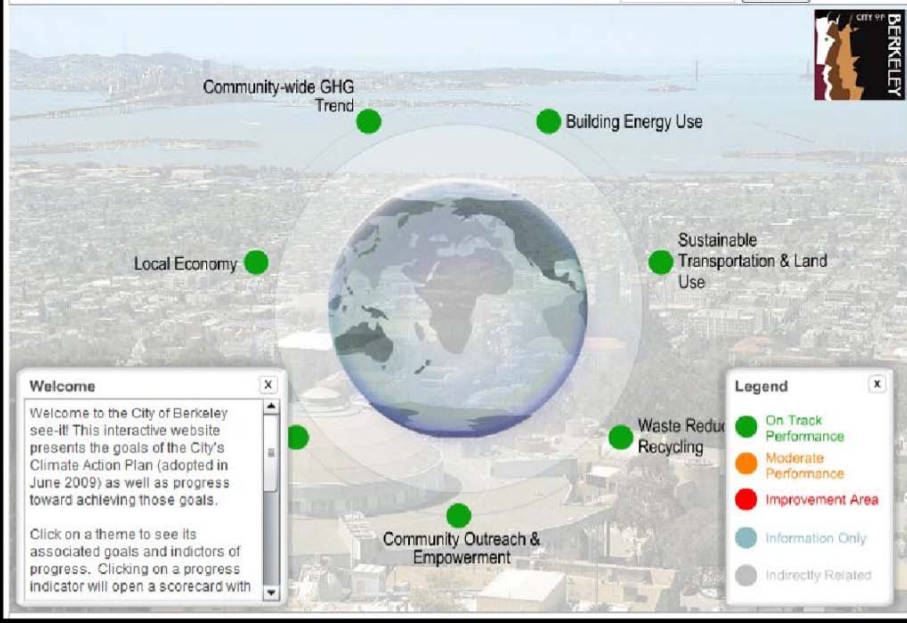 CITY OF
BERKELEY
Community-wide GHG
Trend
Building Energy Use
Local Economy
Sustainable
Transportation & Land
Use
Welcome
X
Welcome to the City of Berkeley
see-it! This interactive website
presents the goals of the City's
Climate Action Plan (adopted in
June 2009) as well as progress
toward achieving those goals.
Click on a theme to see its
associated goals and indictors of
progress. Clicking on a progress
indicator will open a scorecard with
Waste Reduc
Recycling
Community Outreach &
Empowerment
Legend
X
On Track
Performance
Moderate
Performance
Improvement Area
Information Only
Indirectly Related